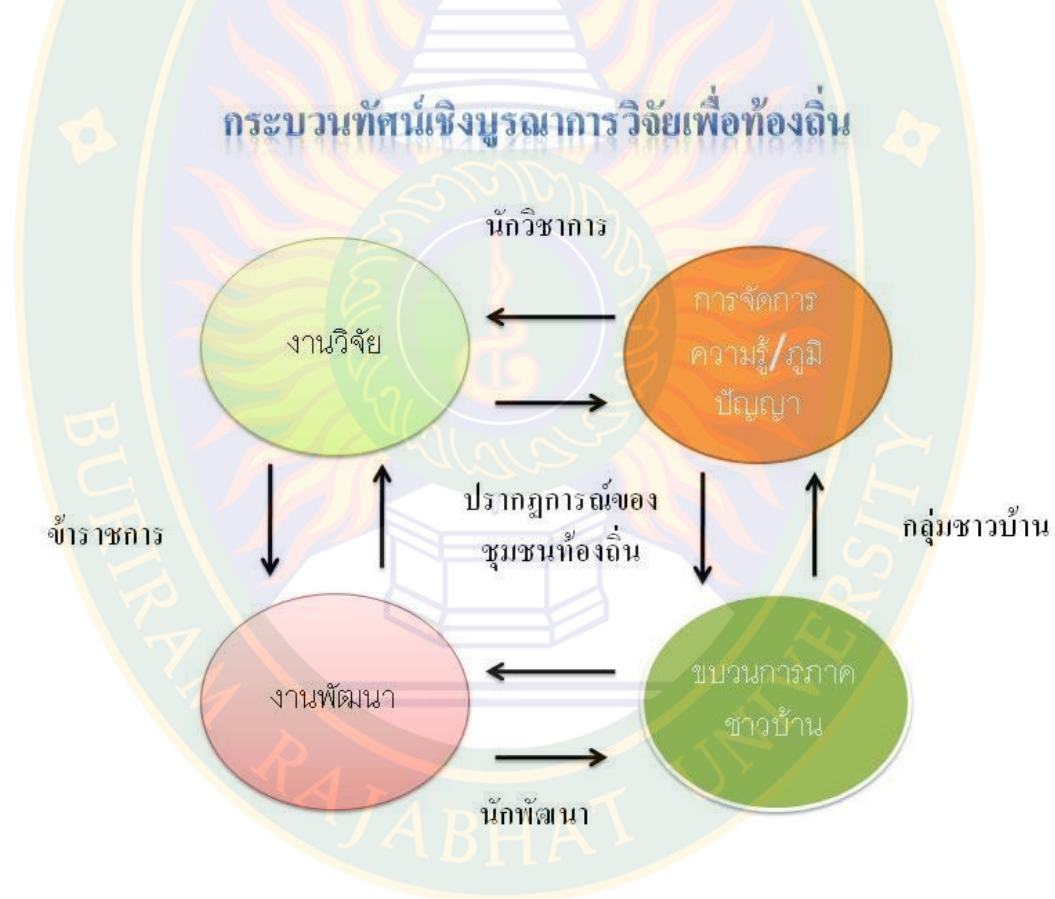 กระบวนทัศน์เชิงบูรณาการวิจัยเพื่อท้องถิ่น
นักวิชาการ
งานวิจัย
การจัดการ
ความรู้/ภูมิ
ปัญญา
ข้าราชการ
ปรากฏการณ์ของ
ชุมชนท้องถิ่น
กลุ่มชาวบ้าน
งานพัฒนา
ขบวนการภาค
ชาวบ้าน
นักพัฒนา
BURIRAM RAJABHAT UNIVERSITY